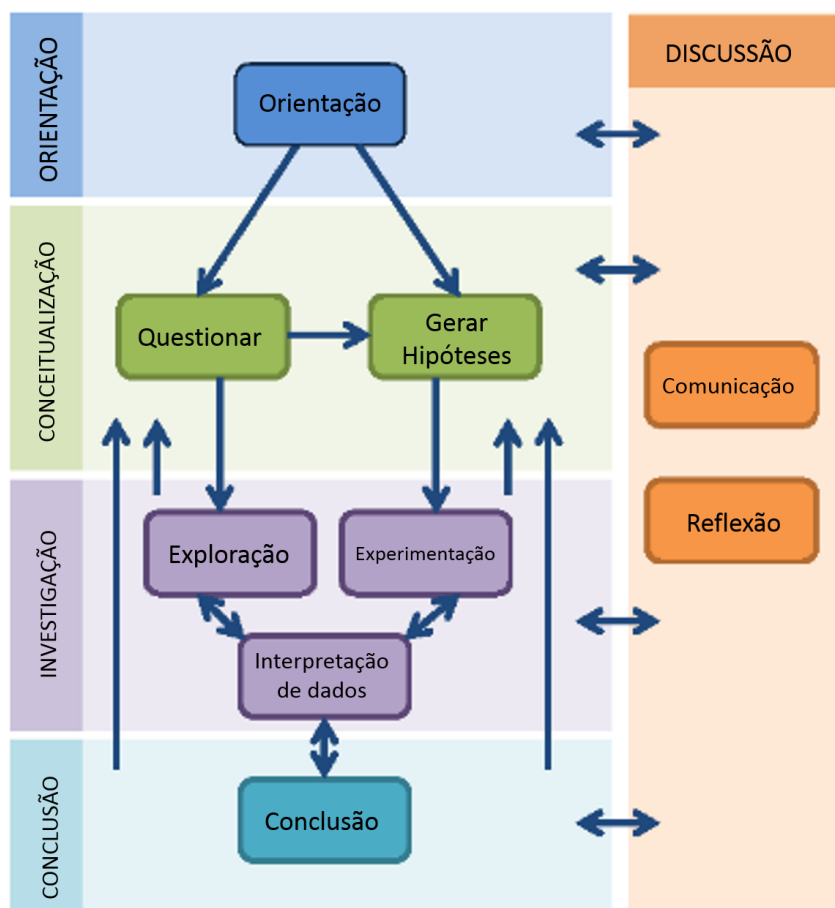 ORIENTAÇÃO
Orientação
CONCEITUALIZAÇÃO
Questionar
Gerar
Hipóteses
INVESTIGAÇÃO
Exploração
Experimentação
Interpretação
de dados
CONCLUSÃO
Conclusão
DISCUSSÃO
Comunicação
Reflexão